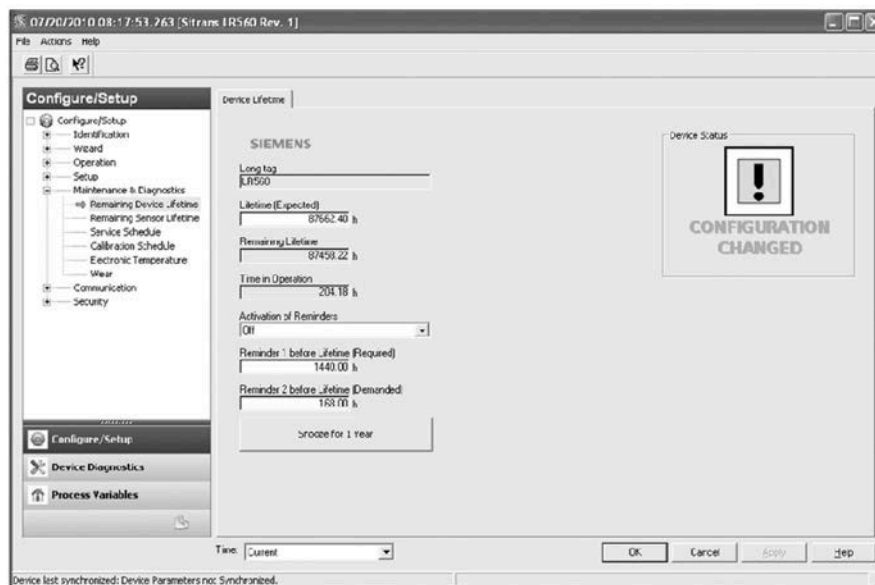 07/20/2010 08:17:53.263 [Sitrans LR560 Rev. 1]
File Actions Help
Configure/Setup
Configure/Setup
Identification
Wizard
Operation
Setup
Maintenance & Diagnostics
Remaining Device Lifetime
Remaining Sensor Lifetime
Service Schedule
Calibration Schedule
Electronic Temperature
Wear
Communication
Security
Configure/Setup
Device Diagnostics
Process Variables
Device Lifetime
SIEMENS
Long tag
LR560
Lifetime (Expected)
87662.40 h
Remaining Lifetime
87458.22 h
Time in Operation
204.18 h
Activation of Reminders
Off
Reminder 1 before Lifetime (Required)
1440.00 h
Reminder 2 before Lifetime (Demanded)
168.00 h
Snooze for 1 Year
Device Status
CONFIGURATION
CHANGED
Time: Current
OK Cancel Apply Help
Device last synchronized: Device Parameters not Synchronized.